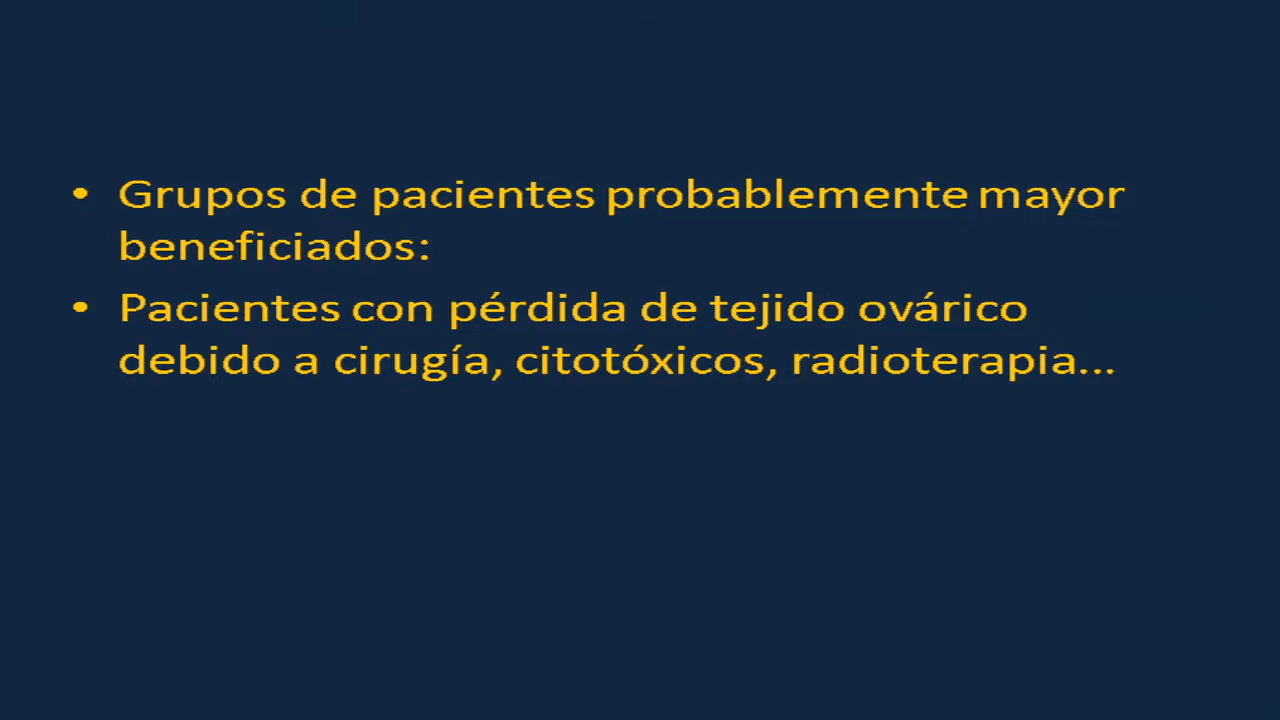 • Grupos de pacientes probablemente mayor
beneficiados:
• Pacientes con pérdida de tejido ovárico
debido a cirugía, citotóxicos, radioterapia...